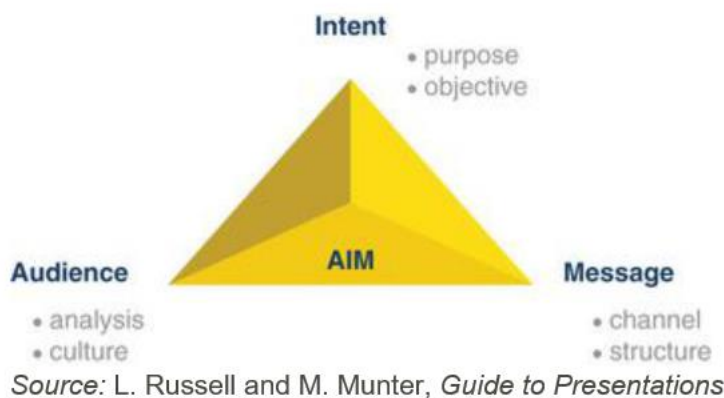 Intent
• purpose
• objective
AIM
Audience
• analysis
• culture
Message
• channel
• structure
Source: L. Russell and M. Munter, Guide to Presentations